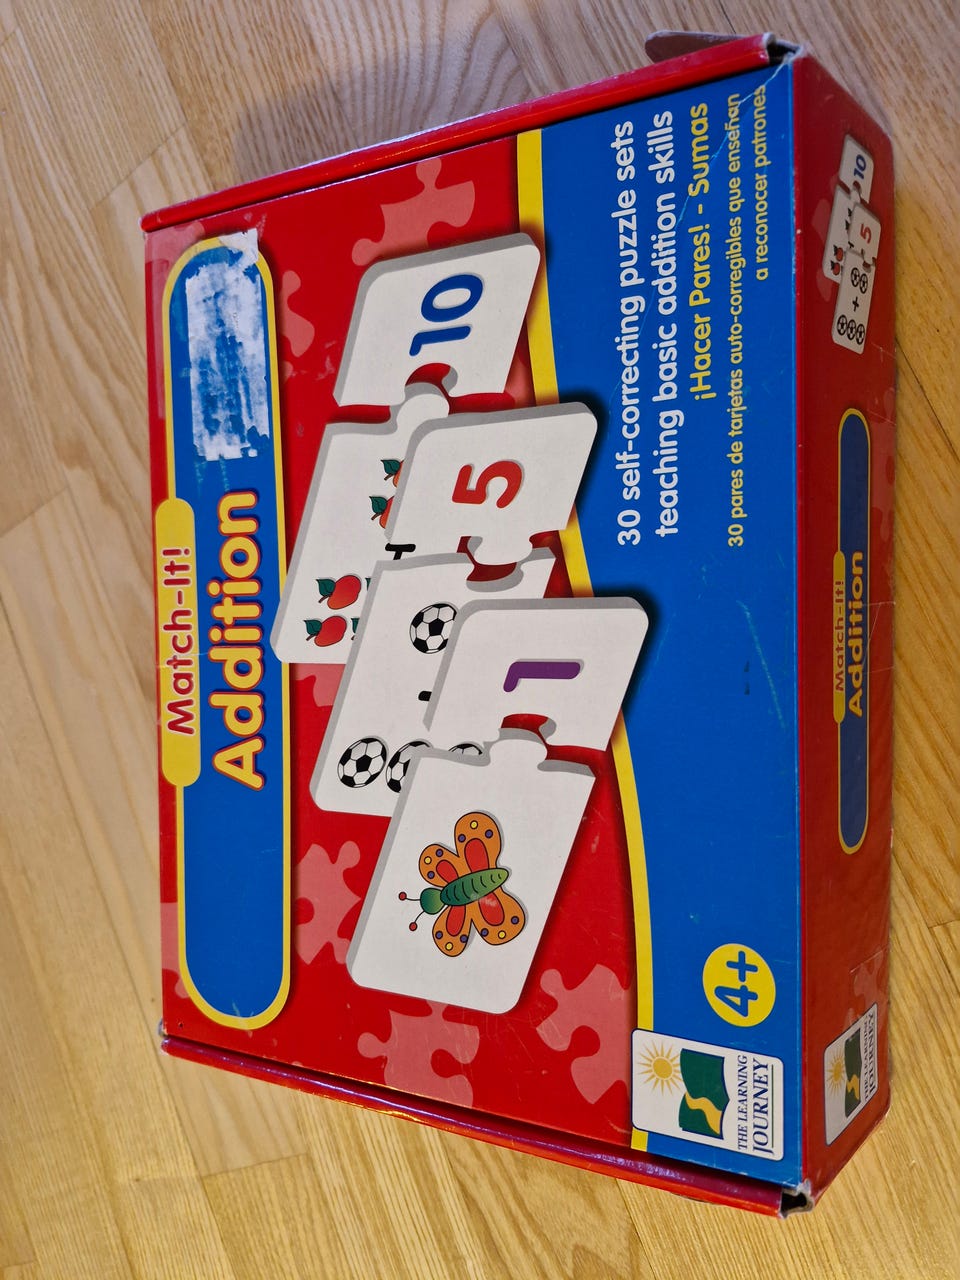 Match-It!
Addition
10
5
1
30 self-correcting puzzle sets
teaching basic addition skills
¡Hacer Pares! - Sumas
30 pares de tarjetas auto-corregibles que enseñan
a reconocer patrones
4+
THE LEARNING
JOURNEY
10
5
+
Match-It!
Addition
THE LEARNING
JOURNEY